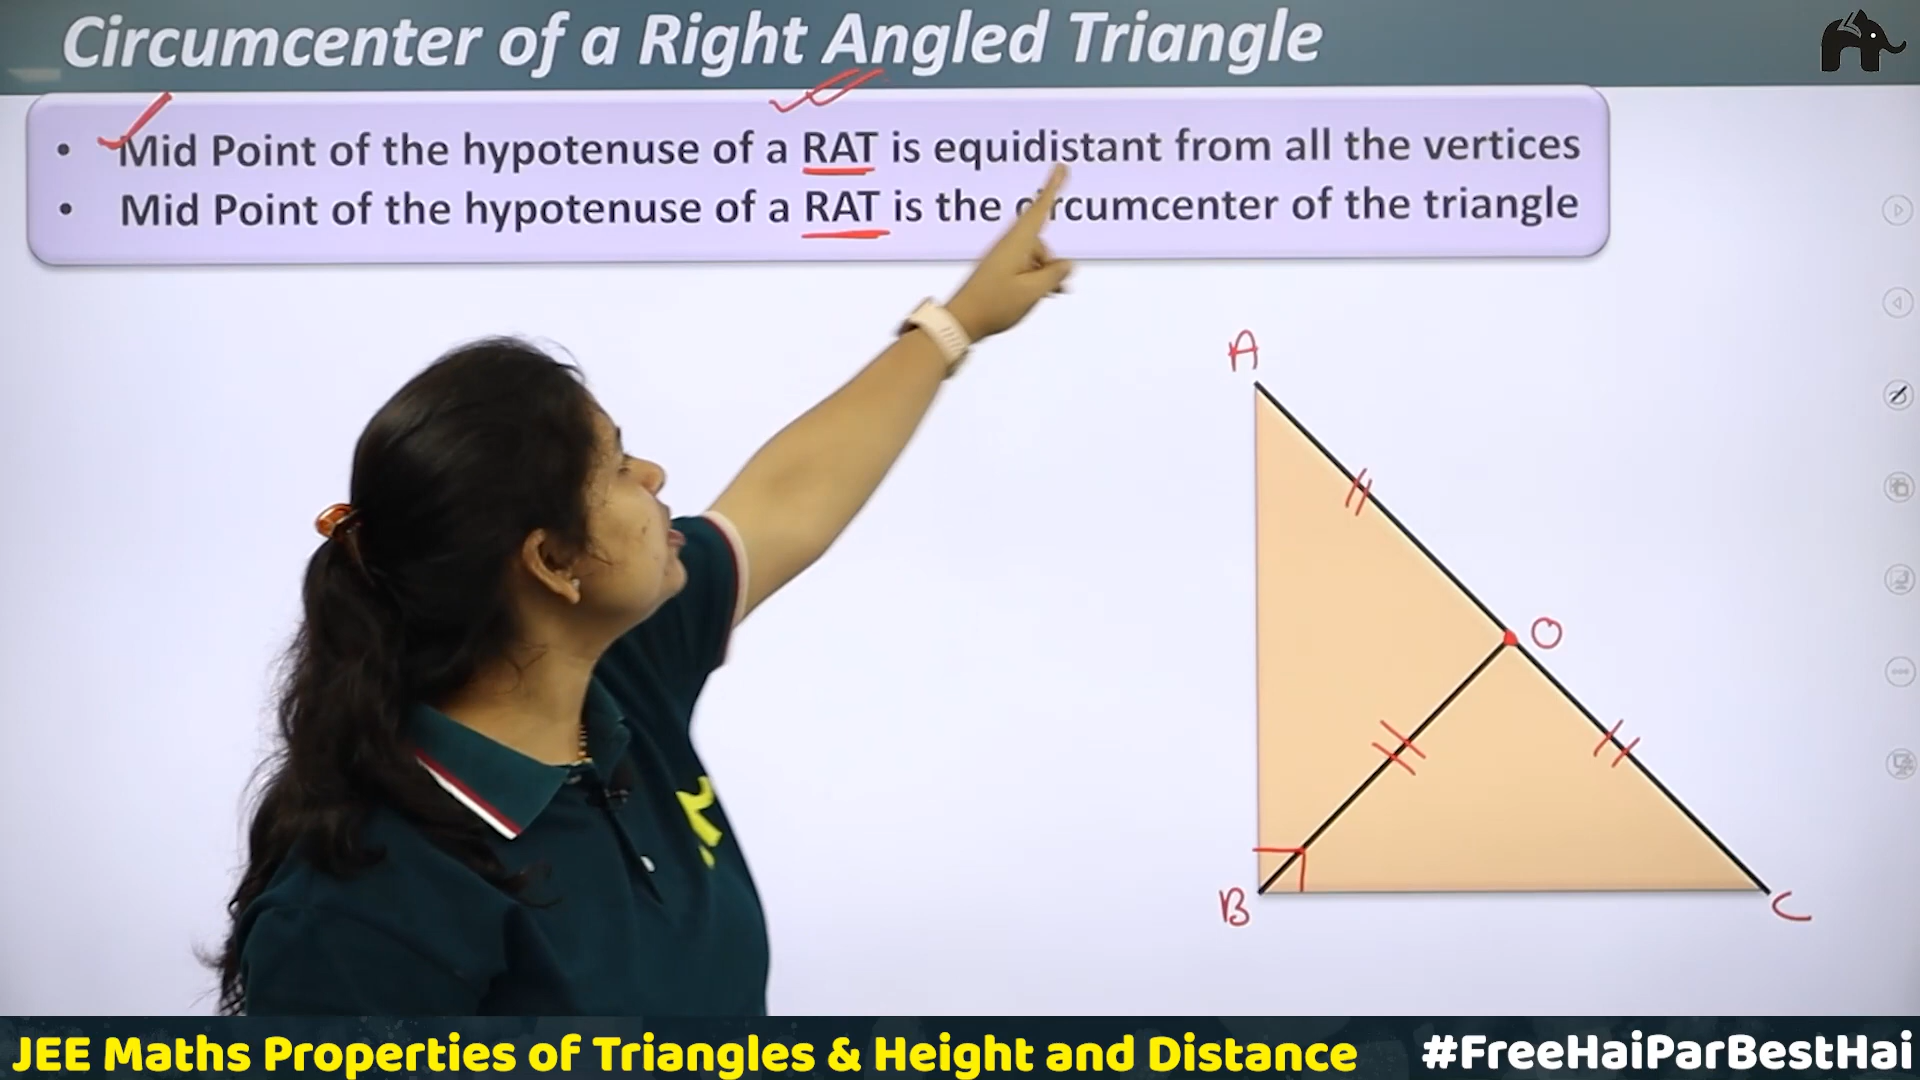 Circumcenter of a Right Angled Triangle
• Mid Point of the hypotenuse of a RAT is equidistant from all the vertices
• Mid Point of the hypotenuse of a RAT is the circumcenter of the triangle
A
O
B
C
JEE Maths Properties of Triangles & Height and Distance
#FreeHaiParBestHai